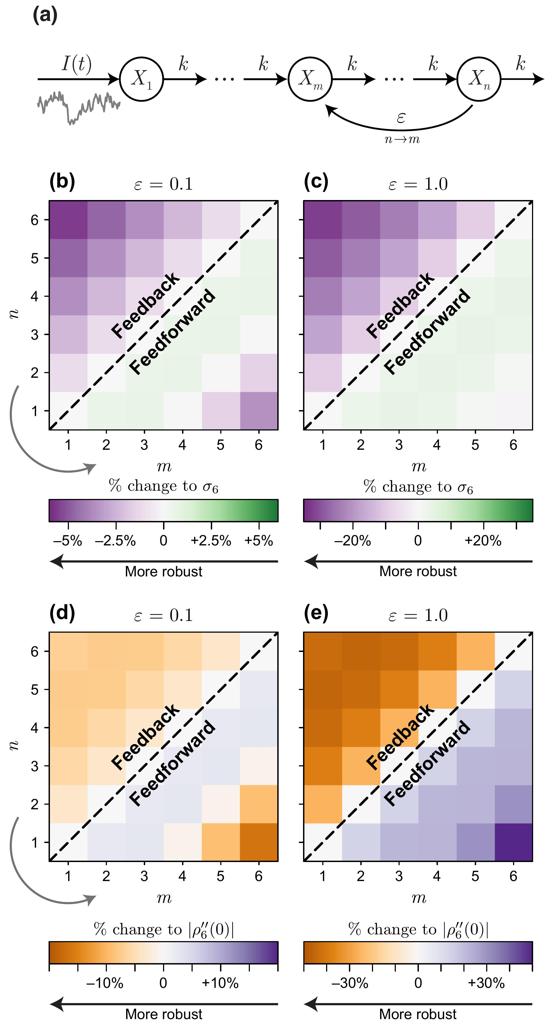 (a)
I(t) k k k k k
X₁ ⋯ Xₘ ⋯ Xₙ
ε
n→m
(b) ε = 0.1
6
5
4
3
2
1
n
Feedback
Feedforward
1 2 3 4 5 6
m
% change to σ₆
–5% –2.5% 0 +2.5% +5%
More robust
(c) ε = 1.0
Feedback
Feedforward
1 2 3 4 5 6
m
% change to σ₆
–20% 0 +20%
More robust
(d) ε = 0.1
6
5
4
3
2
1
n
Feedback
Feedforward
1 2 3 4 5 6
m
% change to |ρ₆″(0)|
–10% 0 +10%
More robust
(e) ε = 1.0
Feedback
Feedforward
1 2 3 4 5 6
m
% change to |ρ₆″(0)|
–30% 0 +30%
More robust